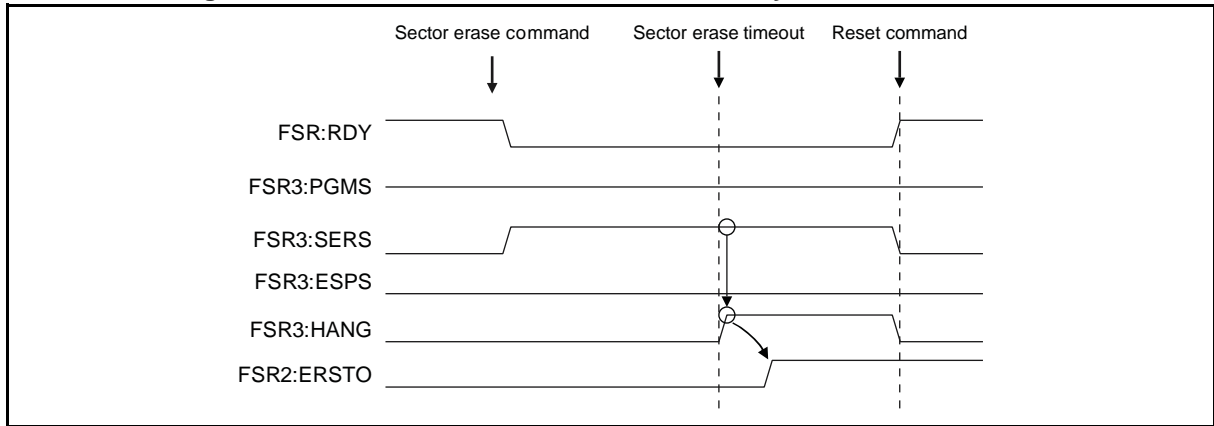 Sector erase command Sector erase timeout Reset command
FSR:RDY
FSR3:PGMS
FSR3:SERS
FSR3:ESPS
FSR3:HANG
FSR2:ERSTO